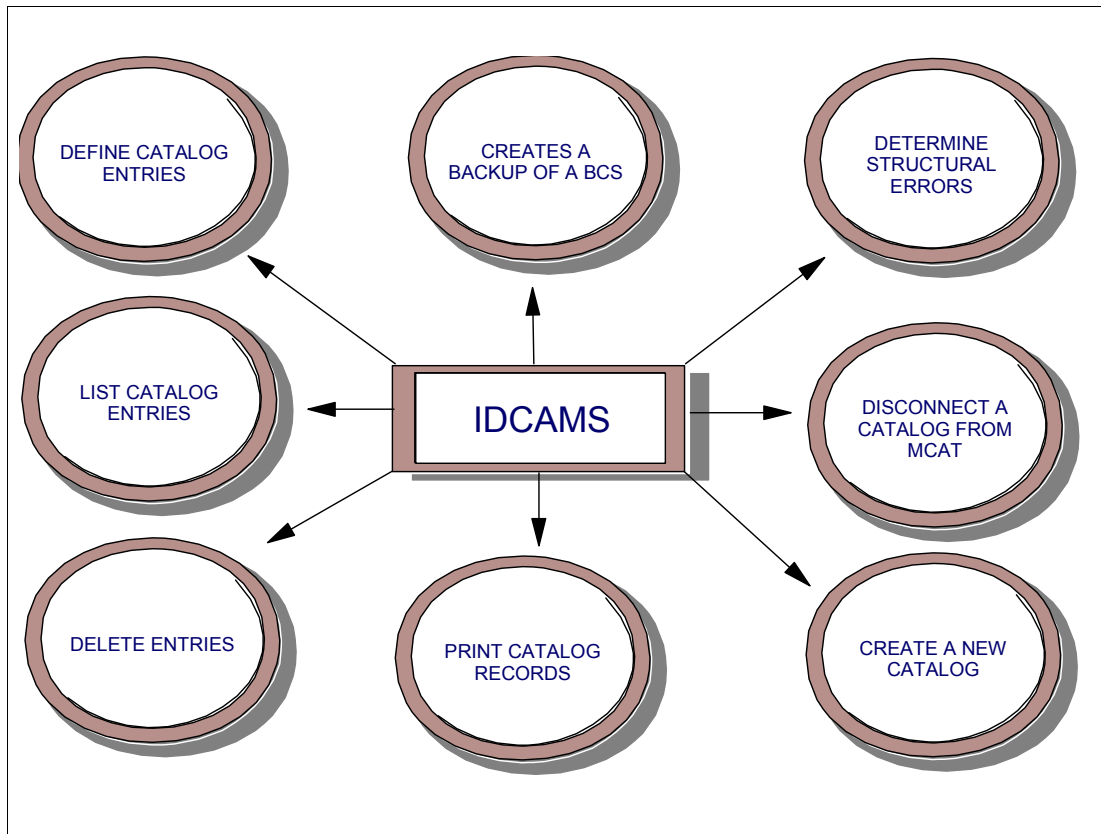 DEFINE CATALOG
ENTRIES
CREATES A
BACKUP OF A BCS
DETERMINE
STRUCTURAL
ERRORS
LIST CATALOG
ENTRIES
IDCAMS
DISCONNECT A
CATALOG FROM
MCAT
DELETE ENTRIES
PRINT CATALOG
RECORDS
CREATE A NEW
CATALOG